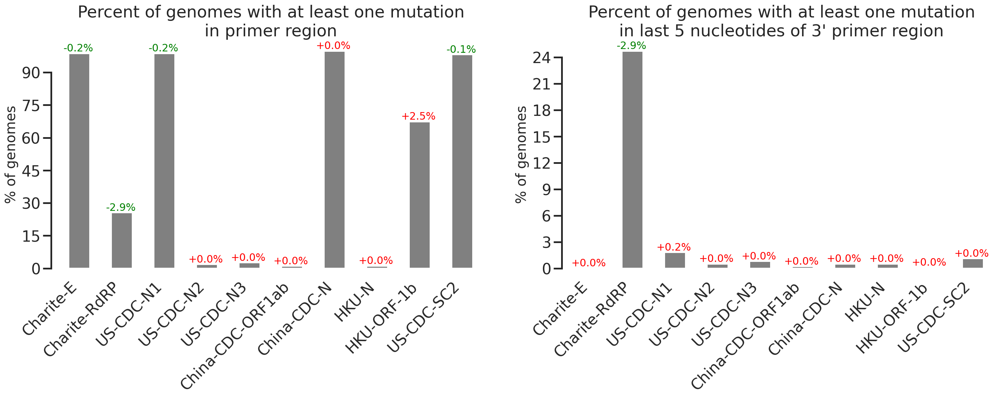 Percent of genomes with at least one mutation
in primer region
% of genomes
90
75
60
45
30
15
0
-0.2%
-2.9%
-0.2%
+0.0%
+0.0%
+0.0%
+0.0%
+0.0%
+2.5%
-0.1%
Charite-E
Charite-RdRP
US-CDC-N1
US-CDC-N2
US-CDC-N3
China-CDC-ORF1ab
China-CDC-N
HKU-N
HKU-ORF-1b
US-CDC-SC2
Percent of genomes with at least one mutation
in last 5 nucleotides of 3' primer region
% of genomes
24
21
18
15
12
9
6
3
0
+0.0%
-2.9%
+0.2%
+0.0%
+0.0%
+0.0%
+0.0%
+0.0%
+0.0%
+0.0%
Charite-E
Charite-RdRP
US-CDC-N1
US-CDC-N2
US-CDC-N3
China-CDC-ORF1ab
China-CDC-N
HKU-N
HKU-ORF-1b
US-CDC-SC2